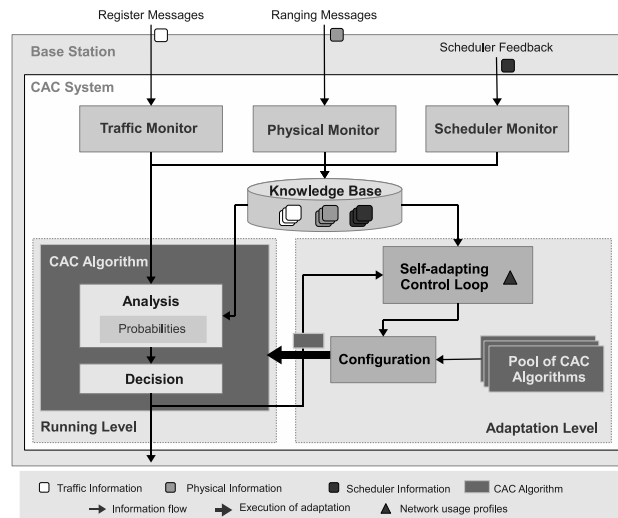 Register Messages
Ranging Messages
Base Station
Scheduler Feedback
CAC System
Traffic Monitor
Physical Monitor
Scheduler Monitor
Knowledge Base
CAC Algorithm
Analysis
Probabilities
Decision
Running Level
Self-adapting
Control Loop
Configuration
Pool of CAC
Algorithms
Adaptation Level
Traffic Information
Physical Information
Scheduler Information
CAC Algorithm
Information flow
Execution of adaptation
Network usage profiles